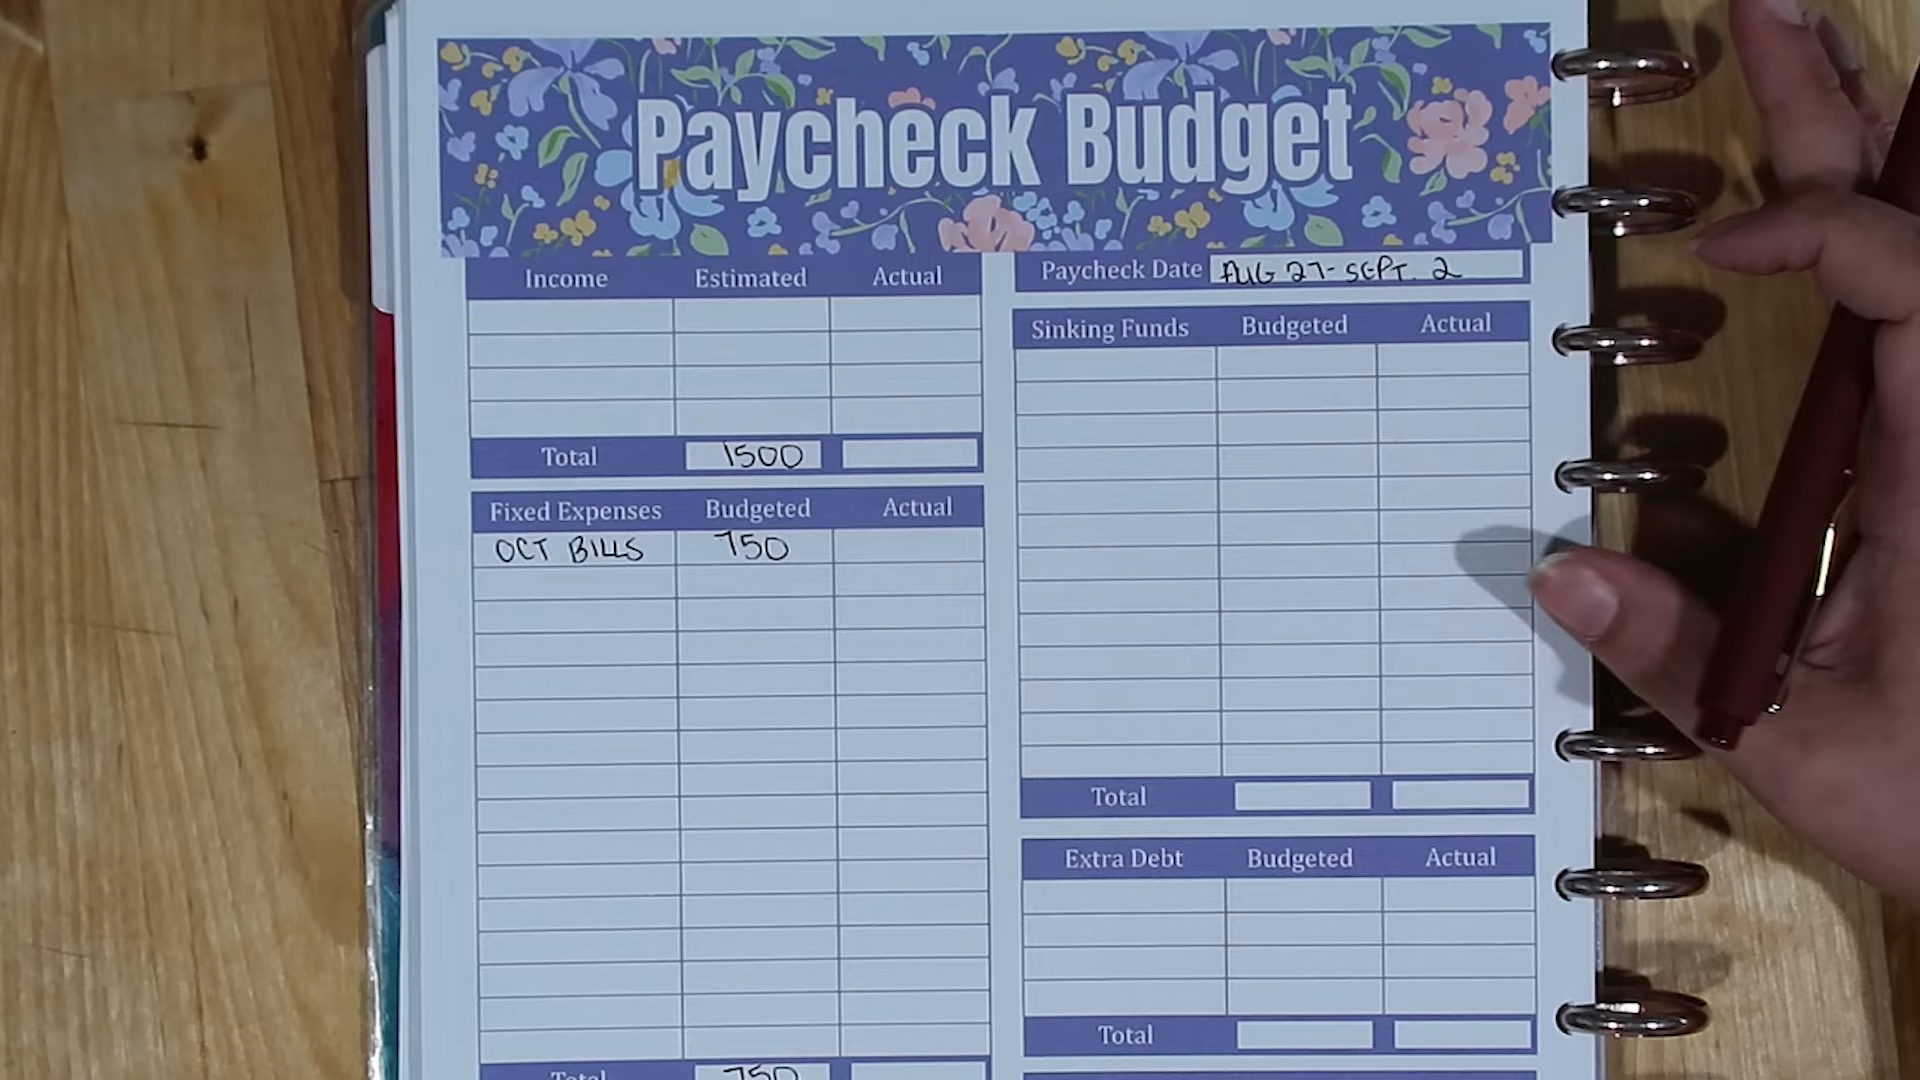 Paycheck Budget
Income Estimated Actual
Total 1500
Fixed Expenses Budgeted Actual
OCT BILLS 750
Total 750
Paycheck Date AUG 27-SEPT. 2
Sinking Funds Budgeted Actual
Total
Extra Debt Budgeted Actual
Total